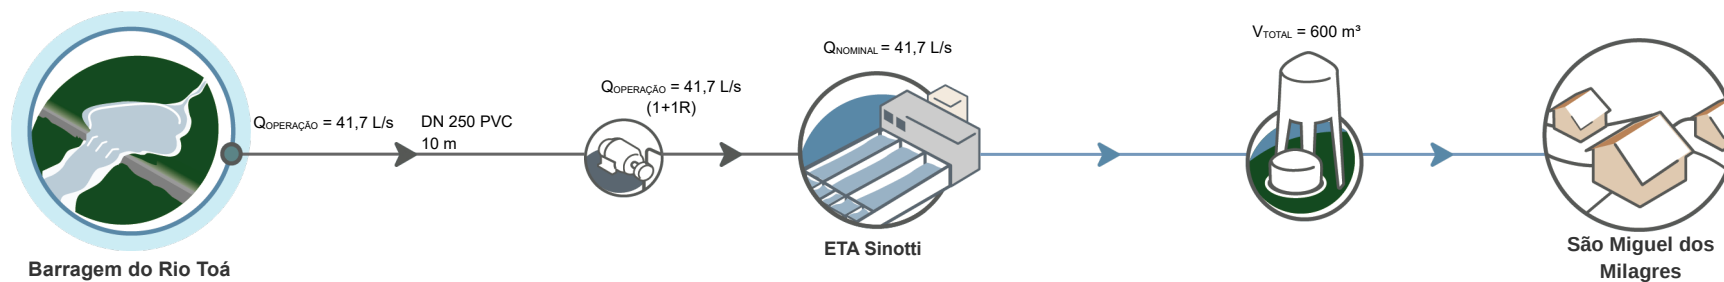 Barragem do Rio Toá
QOPERAÇÃO = 41,7 L/s
DN 250 PVC
10 m
QOPERAÇÃO = 41,7 L/s
(1+1R)
QNOMINAL = 41,7 L/s
ETA Sinotti
VTOTAL = 600 m³
São Miguel dos
Milagres